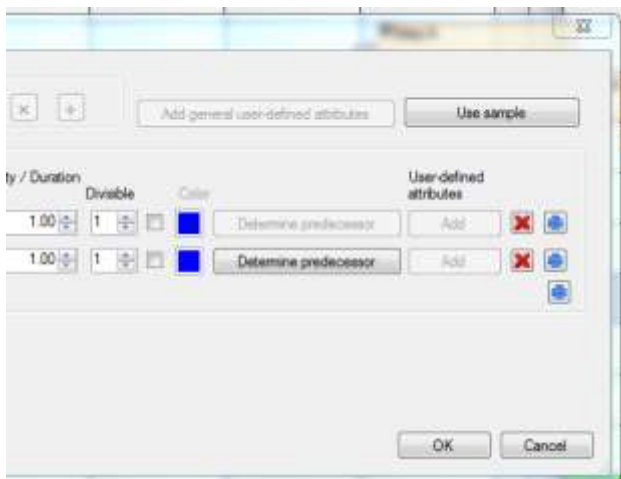 Add general user-defined attributes
Use sample
ty / Duration
Divisible
Color
User-defined
attributes
1.00 1 Determine predecessor Add
1.00 1 Determine predecessor Add
OK Cancel